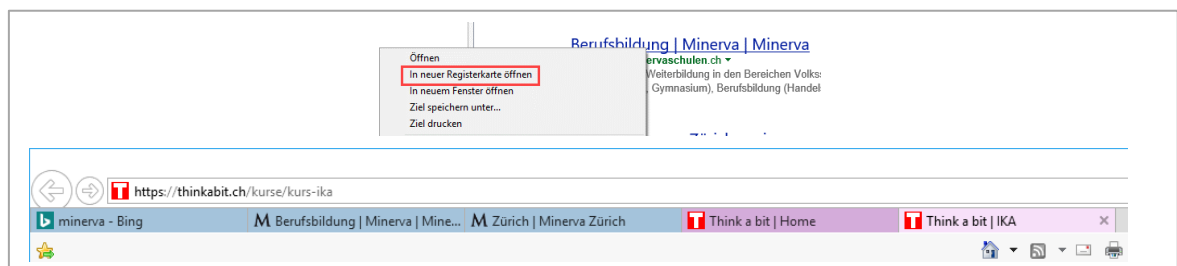 Berufsbildung | Minerva | Minerva
Öffnen
ervaschulen.ch
In neuer Registerkarte öffnen
Weiterbildung in den Bereichen Volks
In neuem Fenster öffnen
Gymnasium), Berufsbildung (Handel
Ziel speichern unter...
Ziel drucken
https://thinkabit.ch/kurse/kurs-ika
minerva - Bing
M Berufsbildung | Minerva | Mine...
M Zürich | Minerva Zürich
T Think a bit | Home
T Think a bit | IKA